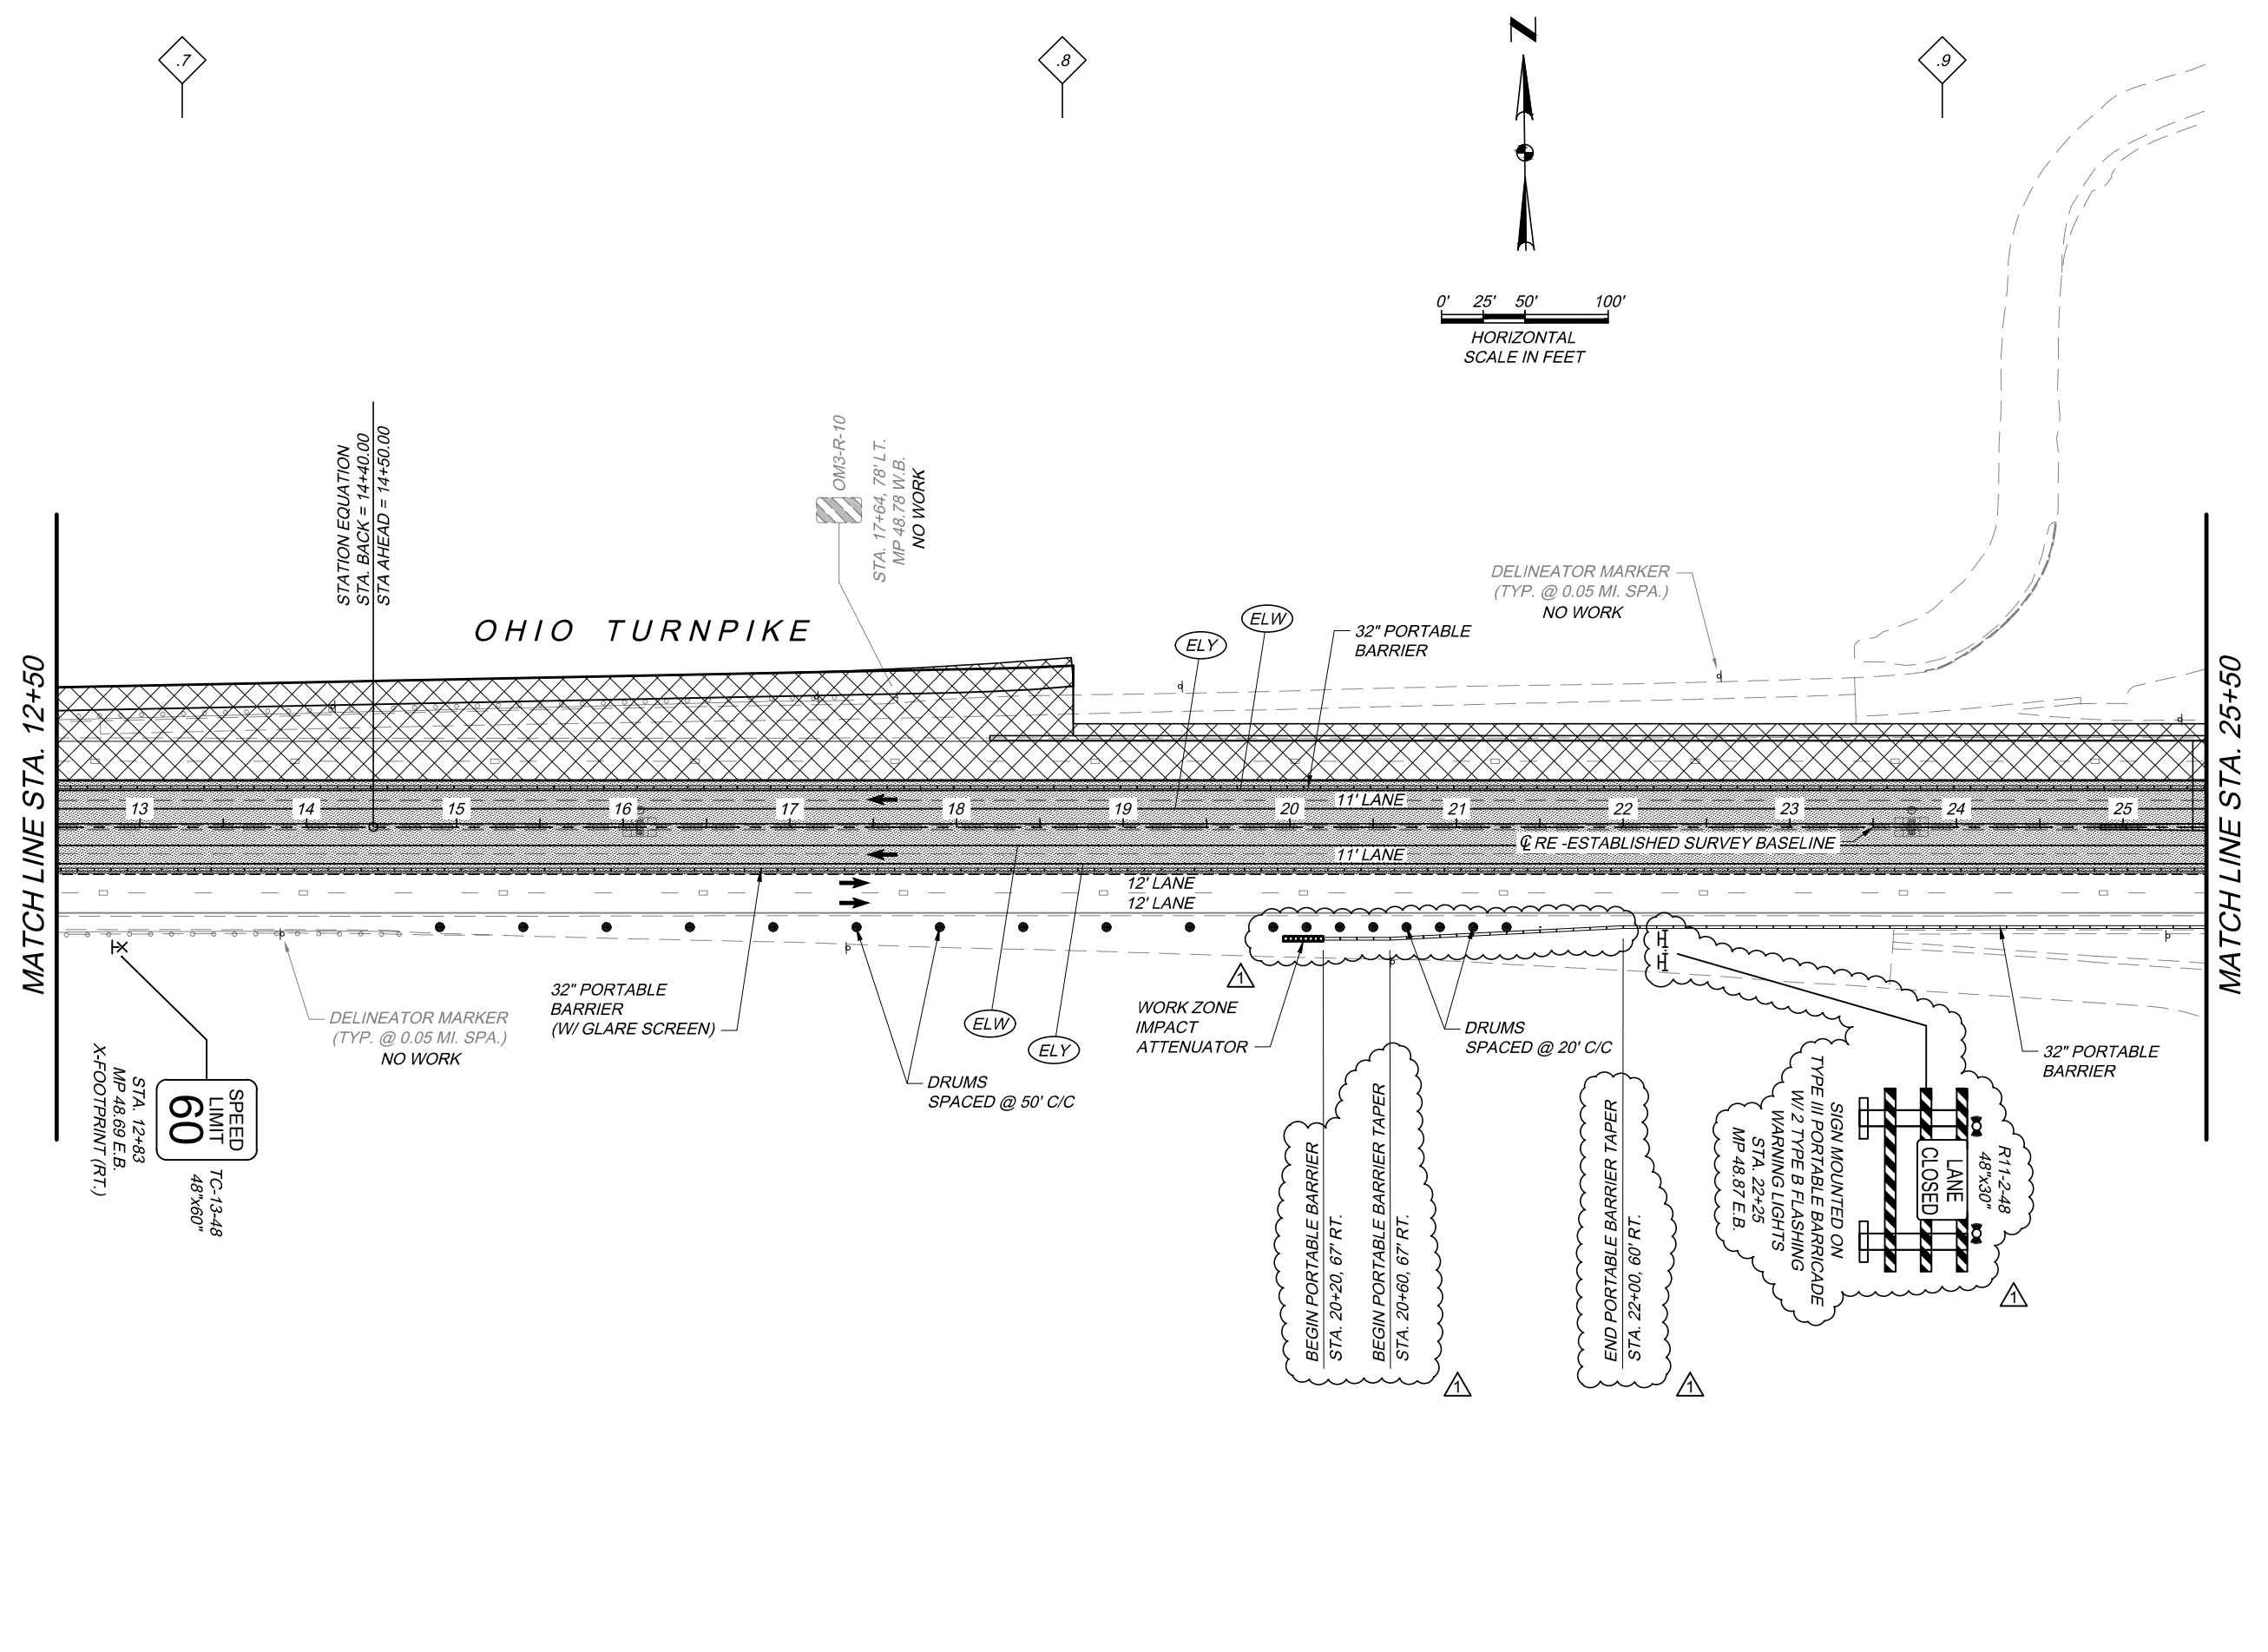 .7
.8
.9
N
0' 25' 50' 100'
HORIZONTAL
SCALE IN FEET
STATION EQUATION
STA. BACK = 14+40.00
STA AHEAD = 14+50.00
OM3-R-10
STA. 17+64, 78' LT.
MP 48.78 W.B.
NO WORK
DELINEATOR MARKER
(TYP. @ 0.05 MI. SPA.)
NO WORK
OHIO TURNPIKE
ELY
ELW
32" PORTABLE
BARRIER
MATCH LINE STA. 12+50
MATCH LINE STA. 25+50
13 14 15 16 17 18 19 20 21 22 23 24 25
11' LANE
℄ RE -ESTABLISHED SURVEY BASELINE
11' LANE
12' LANE
12' LANE
DELINEATOR MARKER
(TYP. @ 0.05 MI. SPA.)
NO WORK
32" PORTABLE
BARRIER
(W/ GLARE SCREEN)
ELW
ELY
DRUMS
SPACED @ 50' C/C
1
WORK ZONE
IMPACT
ATTENUATOR
DRUMS
SPACED @ 20' C/C
32" PORTABLE
BARRIER
SPEED
LIMIT
60
TC-13-48
48"x60"
STA. 12+83
MP 48.69 E.B.
X-FOOTPRINT (RT.)
BEGIN PORTABLE BARRIER
STA. 20+20, 67' RT.
BEGIN PORTABLE BARRIER TAPER
STA. 20+60, 67' RT.
1
END PORTABLE BARRIER TAPER
STA. 22+00, 60' RT.
1
R11-2-48
48"x30"
LANE
CLOSED
SIGN MOUNTED ON
TYPE III PORTABLE BARRICADE
W/ 2 TYPE B FLASHING
WARNING LIGHTS
STA. 22+25
MP 48.87 E.B.
1